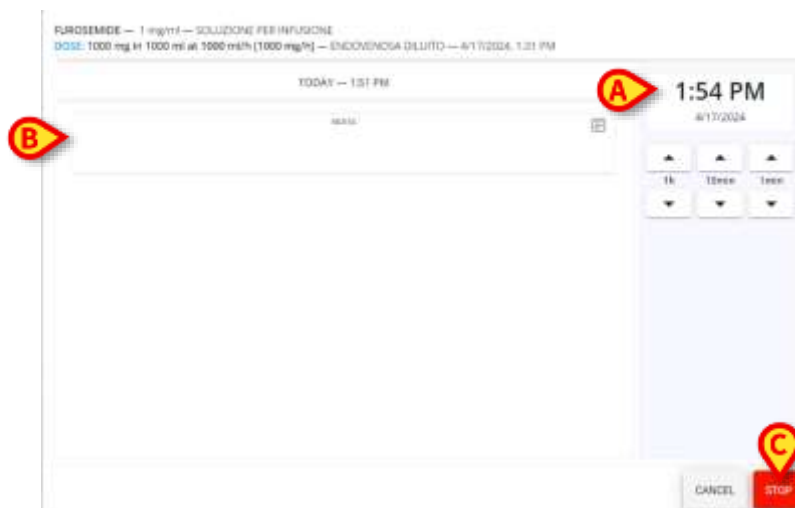 FUROSEMIDE — 1 mg/ml — SOLUZIONE PER INFUSIONE
DOSE: 1000 mg in 1000 ml at 1000 ml/h (1000 mg/h) — ENDOVENOSA DILUITO — 4/17/2024, 1:31 PM
TODAY — 1:51 PM
A
1:54 PM
4/17/2024
B
1h 10min 1min
C
CANCEL STOP